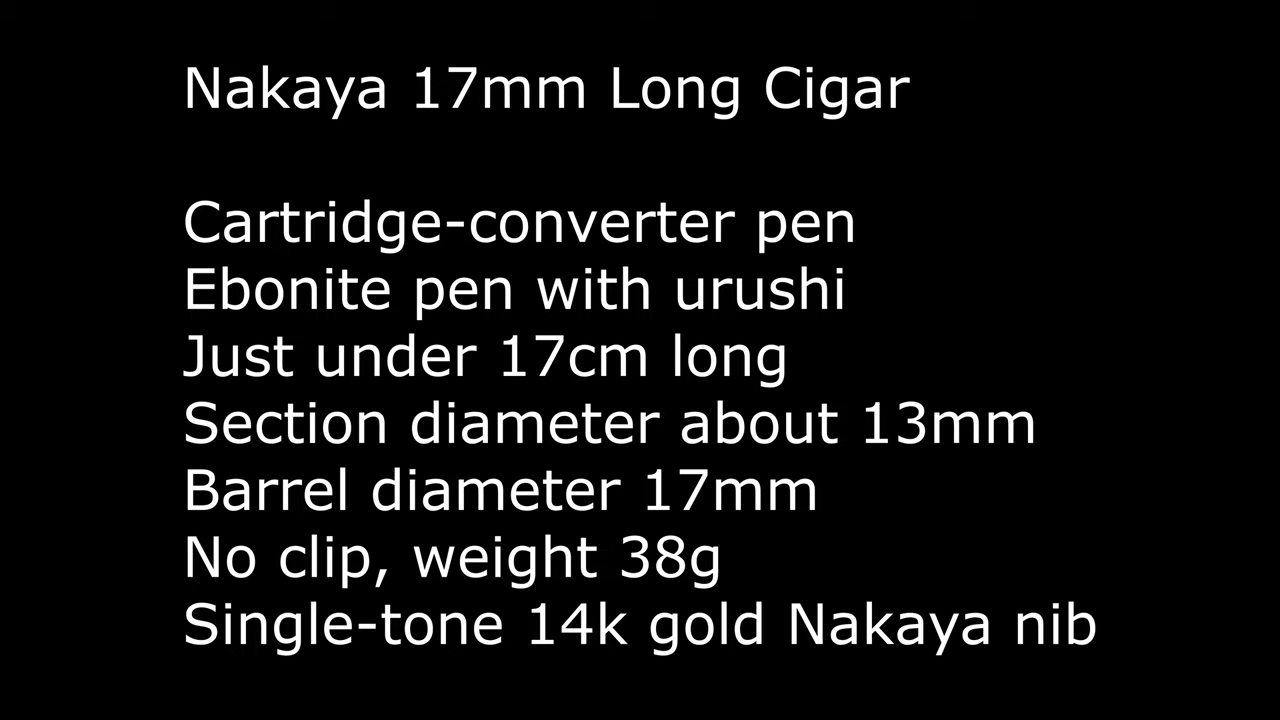 Nakaya 17mm Long Cigar
Cartridge-converter pen
Ebonite pen with urushi
Just under 17cm long
Section diameter about 13mm
Barrel diameter 17mm
No clip, weight 38g
Single-tone 14k gold Nakaya nib